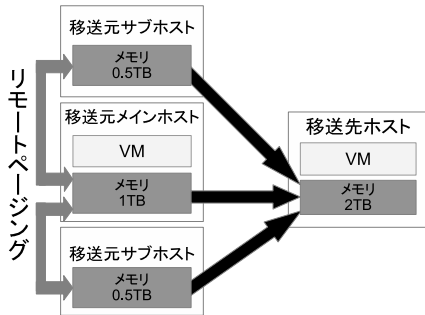 リモートページング
移送元サブホスト
メモリ
0.5TB
移送元メインホスト
VM
メモリ
1TB
移送元サブホスト
メモリ
0.5TB
移送先ホスト
VM
メモリ
2TB